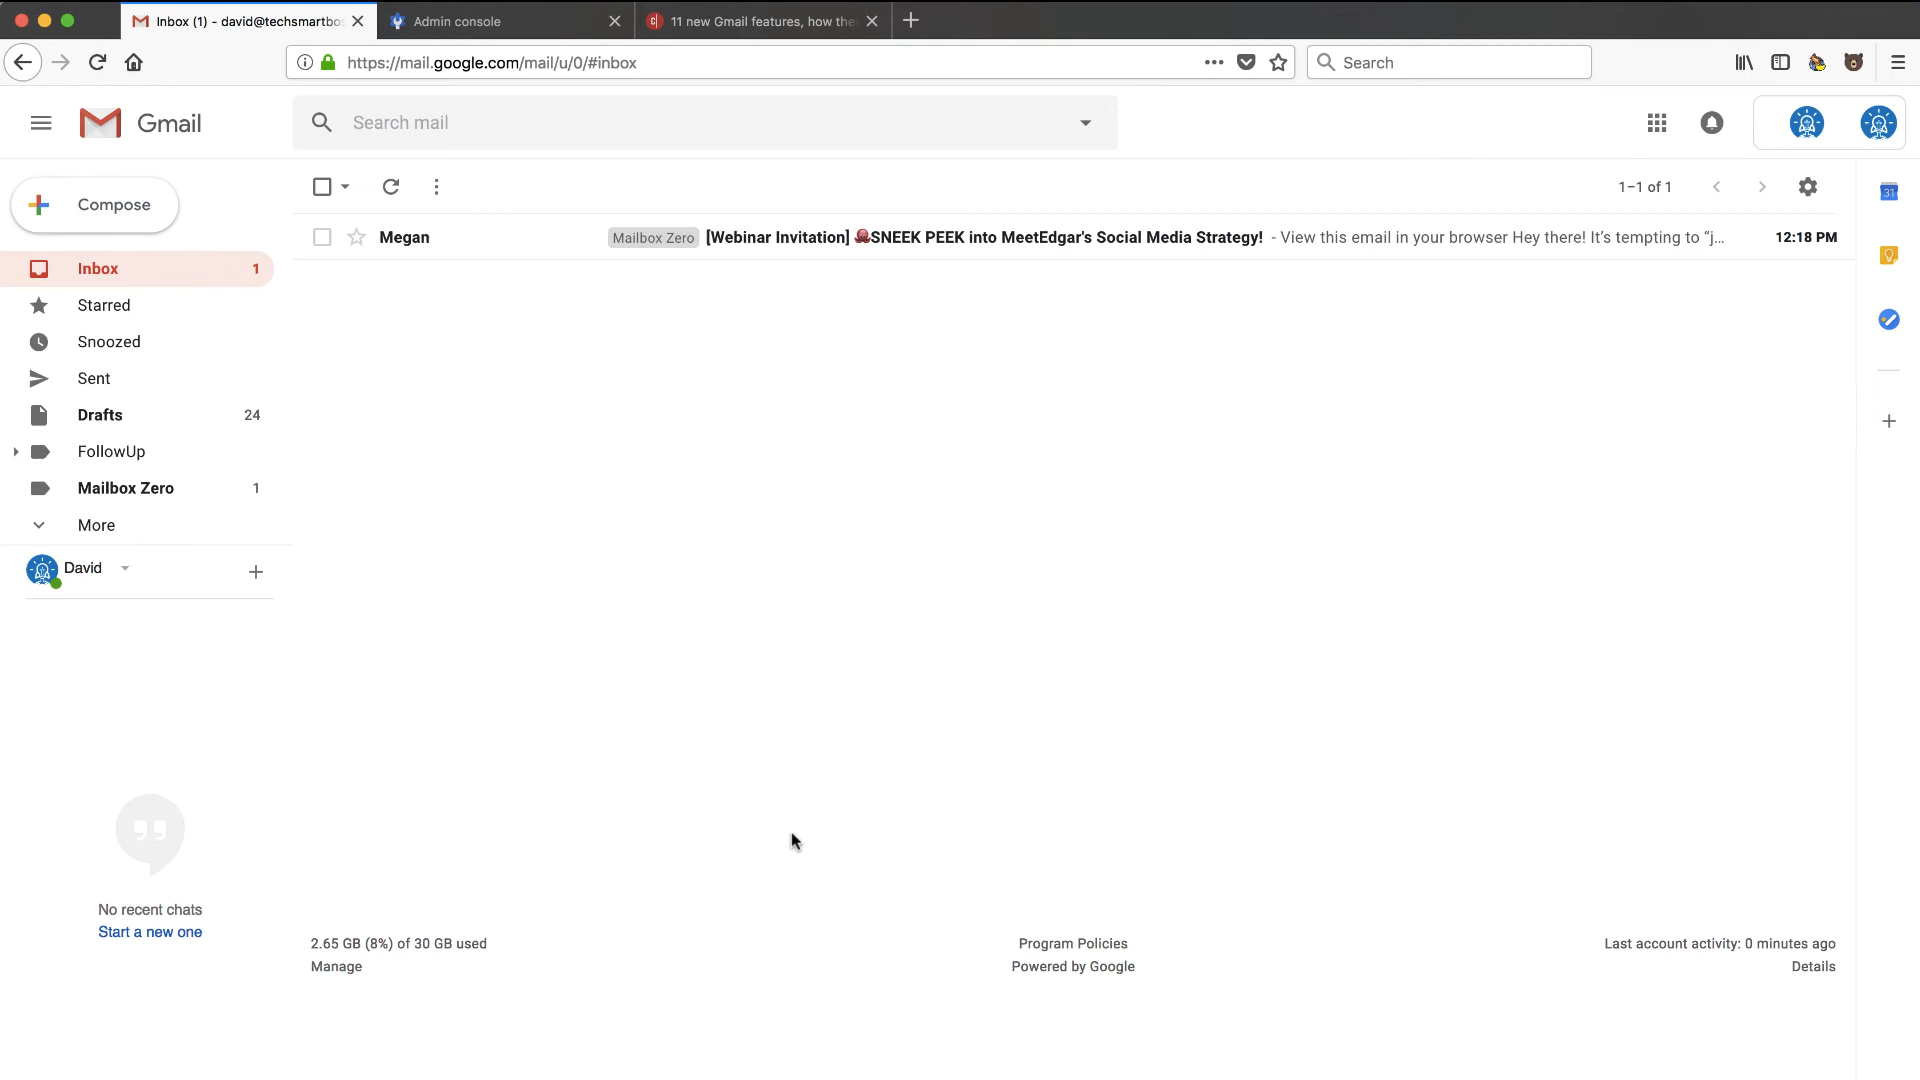 Inbox (1) - david@techsmartbos
Admin console
11 new Gmail features, how the
https://mail.google.com/mail/u/0/#inbox
Search
Gmail
Search mail
Compose
1–1 of 1
Megan
Mailbox Zero
[Webinar Invitation] 🐙SNEEK PEEK into MeetEdgar's Social Media Strategy! - View this email in your browser Hey there! It’s tempting to “j...
12:18 PM
Inbox 1
Starred
Snoozed
Sent
Drafts 24
FollowUp
Mailbox Zero 1
More
David
31
No recent chats
Start a new one
2.65 GB (8%) of 30 GB used
Manage
Program Policies
Powered by Google
Last account activity: 0 minutes ago
Details